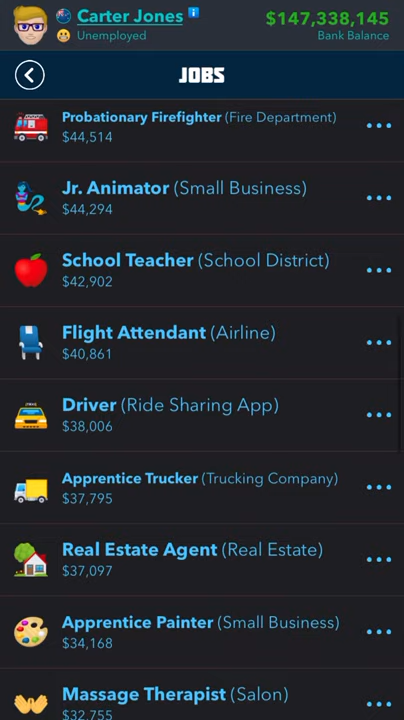 Carter Jones
$147,338,145
Unemployed
Bank Balance
JOBS
Probationary Firefighter (Fire Department)
$44,514
Jr. Animator (Small Business)
$44,294
School Teacher (School District)
$42,902
Flight Attendant (Airline)
$40,861
Driver (Ride Sharing App)
$38,006
Apprentice Trucker (Trucking Company)
$37,795
Real Estate Agent (Real Estate)
$37,097
Apprentice Painter (Small Business)
$34,168
Massage Therapist (Salon)
$32,755